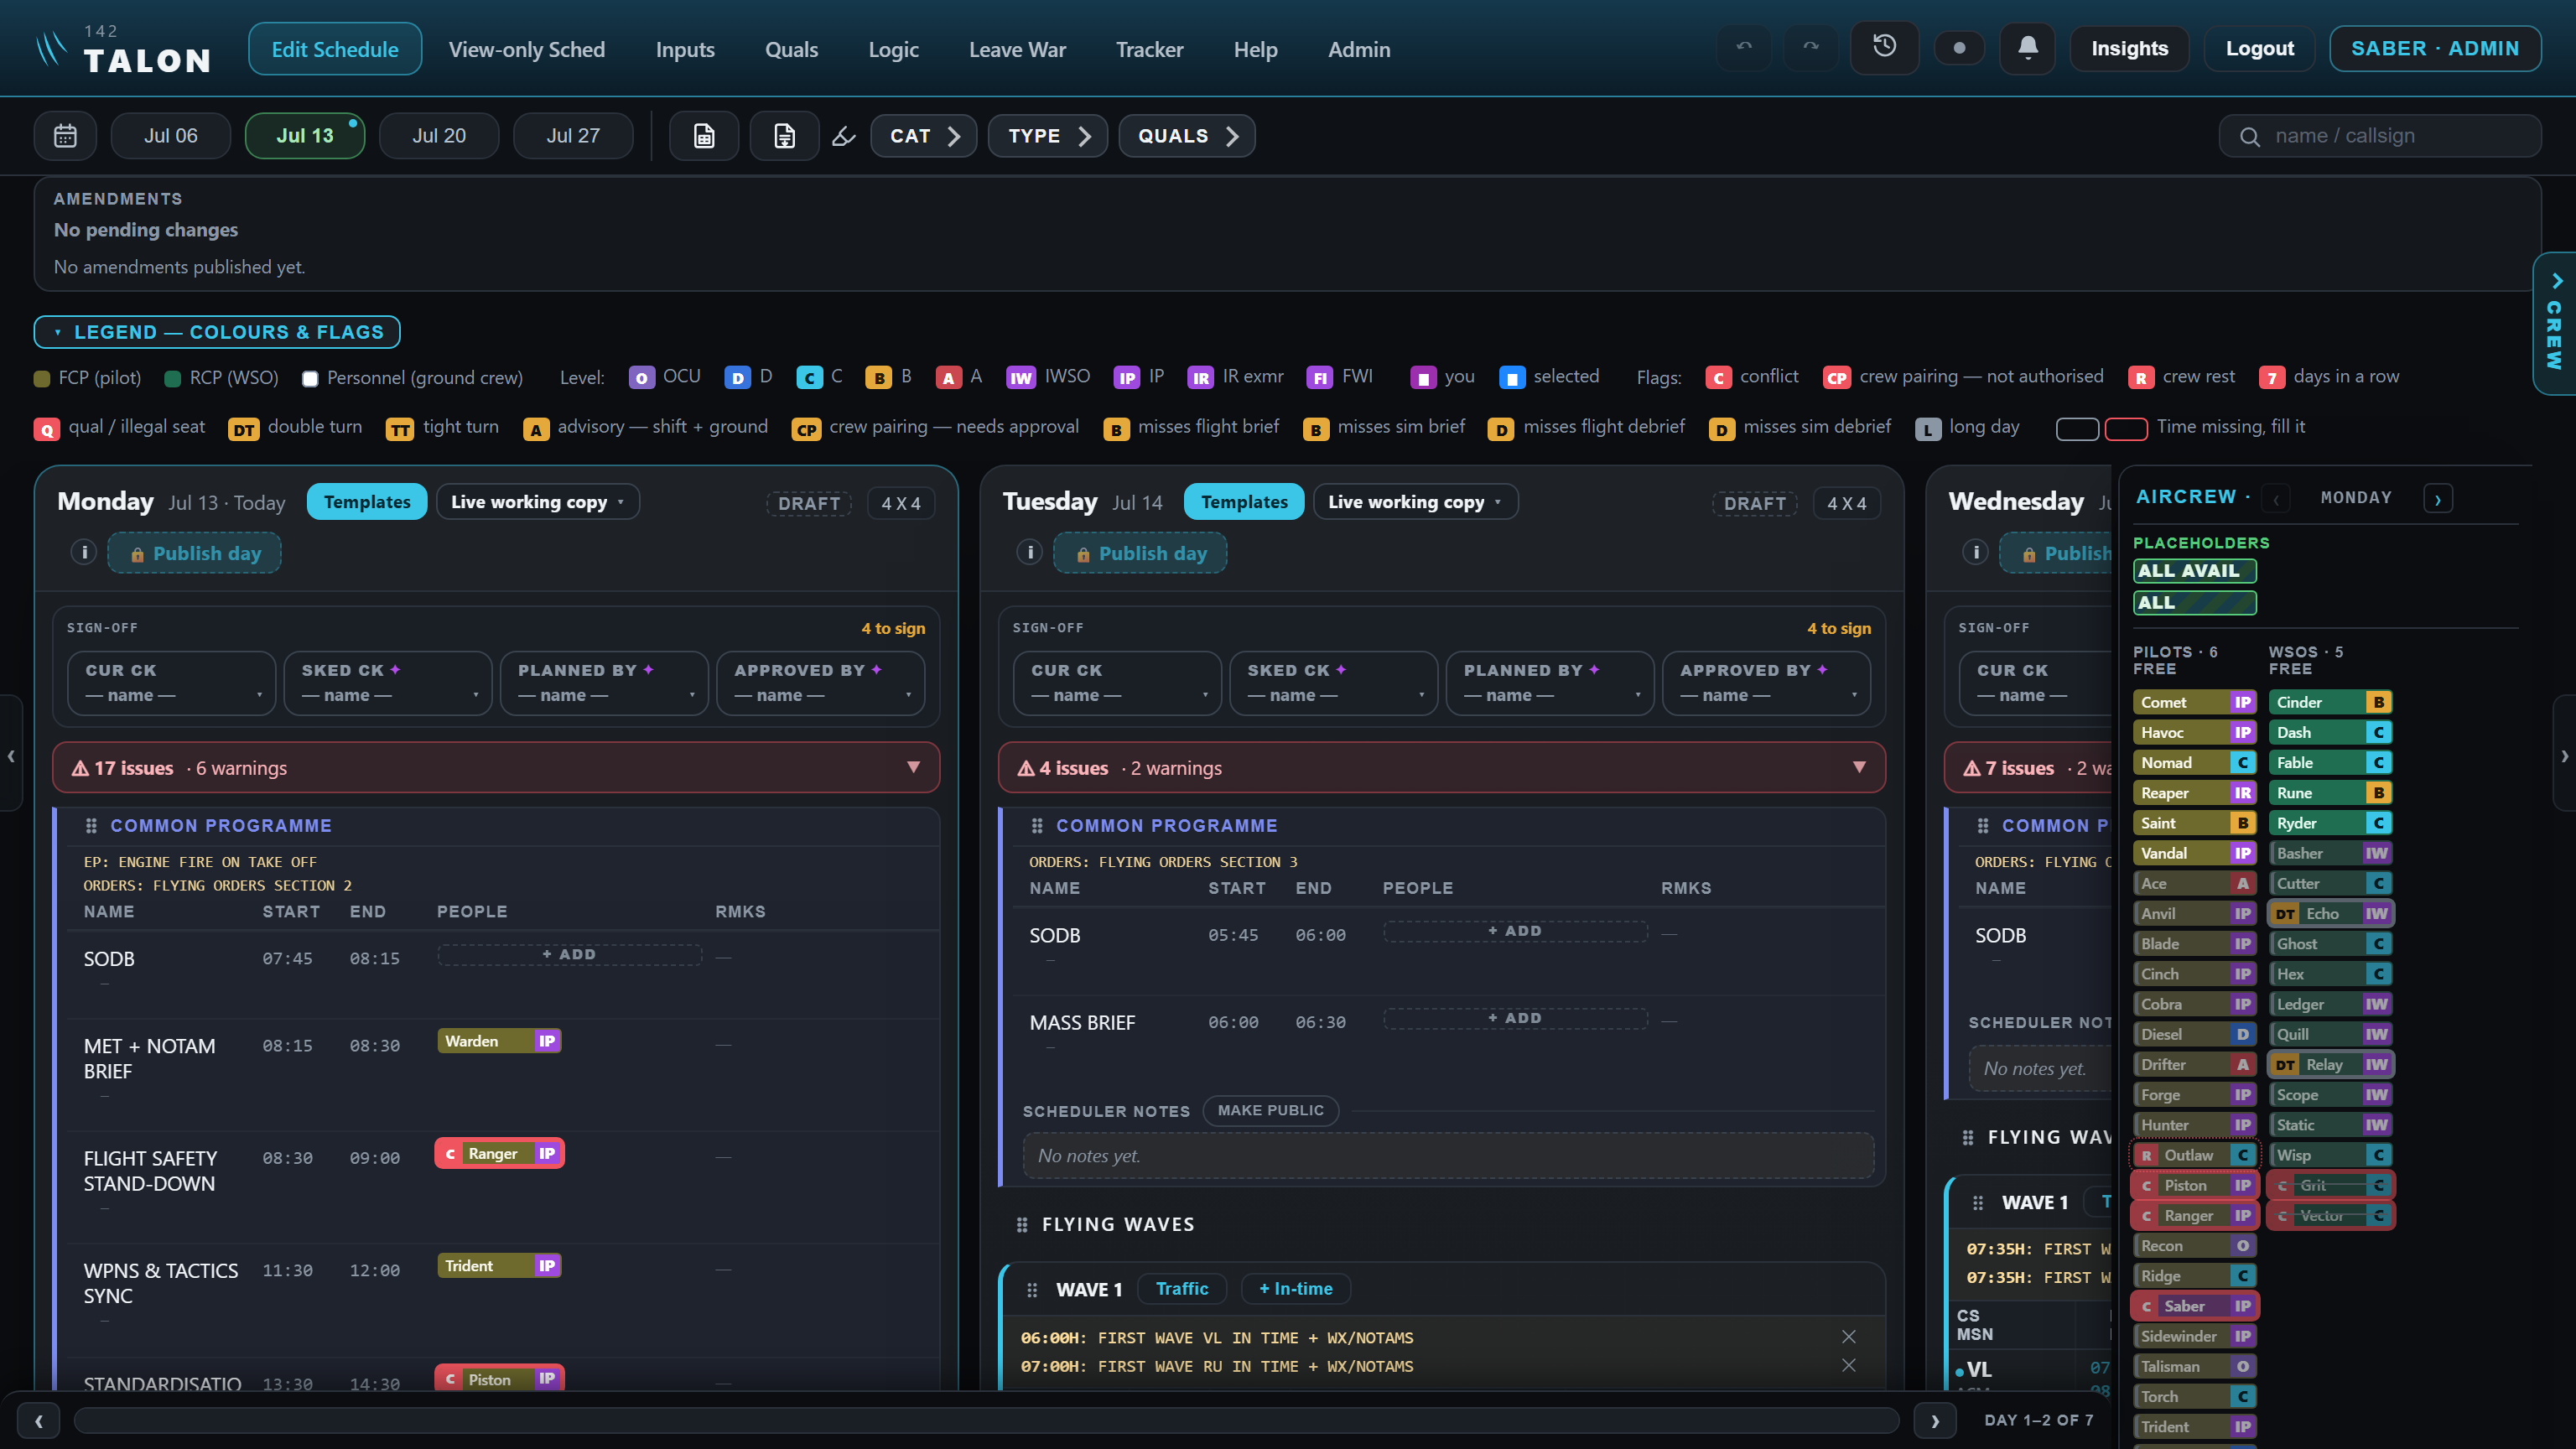 142
TALON
Edit Schedule
View-only Sched
Inputs
Quals
Logic
Leave War
Tracker
Help
Admin
Insights
Logout
SABER · ADMIN
Jul 06
Jul 13
Jul 20
Jul 27
CAT
TYPE
QUALS
name / callsign
AMENDMENTS
No pending changes
No amendments published yet.
CREW
LEGEND — COLOURS & FLAGS
FCP (pilot) RCP (WSO) Personnel (ground crew) Level: O OCU D D C C B B A A IW IWSO IP IP IR IR exmr FI FWI you selected Flags: C conflict CP crew pairing — not authorised R crew rest 7 days in a row
Q qual / illegal seat DT double turn TT tight turn A advisory — shift + ground CP crew pairing — needs approval B misses flight brief B misses sim brief D misses flight debrief D misses sim debrief L long day Time missing, fill it
Monday Jul 13 · Today Templates Live working copy DRAFT 4 X 4
i Publish day
SIGN-OFF 4 to sign
CUR CK SKED CK PLANNED BY APPROVED BY
— name — — name — — name — — name —
17 issues · 6 warnings
COMMON PROGRAMME
EP: ENGINE FIRE ON TAKE OFF
ORDERS: FLYING ORDERS SECTION 2
NAME START END PEOPLE RMKS
SODB 07:45 08:15 + ADD —
—
MET + NOTAM BRIEF 08:15 08:30 Warden IP —
—
FLIGHT SAFETY STAND-DOWN 08:30 09:00 C Ranger IP —
—
WPNS & TACTICS SYNC 11:30 12:00 Trident IP —
—
STANDARDISATIO 13:30 14:30 C Piston IP —
Tuesday Jul 14 Templates Live working copy DRAFT 4 X 4
i Publish day
SIGN-OFF 4 to sign
CUR CK SKED CK PLANNED BY APPROVED BY
— name — — name — — name — — name —
4 issues · 2 warnings
COMMON PROGRAMME
ORDERS: FLYING ORDERS SECTION 3
NAME START END PEOPLE RMKS
SODB 05:45 06:00 + ADD —
—
MASS BRIEF 06:00 06:30 + ADD —
—
SCHEDULER NOTES MAKE PUBLIC
No notes yet.
FLYING WAVES
WAVE 1 Traffic + In-time
06:00H: FIRST WAVE VL IN TIME + WX/NOTAMS
07:00H: FIRST WAVE RU IN TIME + WX/NOTAMS
Wednesday
i Publish
SIGN-OFF
CUR CK
— name —
7 issues · 2 wa
COMMON P
ORDERS: FLYING
NAME
SODB
—
SCHEDULER NOT
No notes yet.
FLYING WAV
WAVE 1 T
07:35H: FIRST W
07:35H: FIRST W
CS
MSN
VL 07
AIRCREW · MONDAY
PLACEHOLDERS
ALL AVAIL
ALL
PILOTS · 6 FREE
WSOS · 5 FREE
Comet IP Cinder B
Havoc IP Dash C
Nomad C Fable C
Reaper IR Rune B
Saint B Ryder C
Vandal IP Basher IW
Ace A Cutter C
Anvil IP DT Echo IW
Blade IP Ghost C
Cinch IP Hex C
Cobra IP Ledger IW
Diesel D Quill IW
Drifter A DT Relay IW
Forge IP Scope IW
Hunter IP Static IW
R Outlaw C Wisp C
C Piston IP C Grit C
C Ranger IP C Vector C
Recon O
Ridge C
C Saber IP
Sidewinder IP
Talisman O
Torch C
Trident IP
DAY 1–2 OF 7